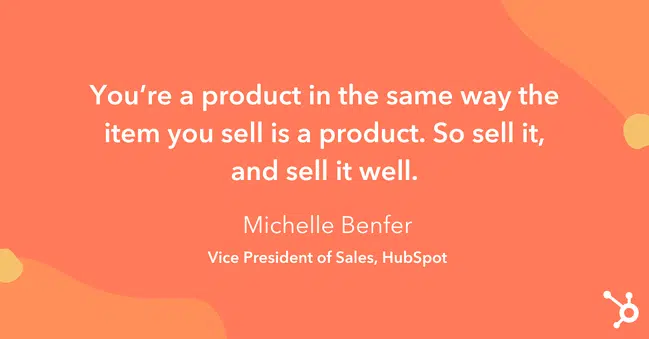 You’re a product in the same way the
item you sell is a product. So sell it,
and sell it well.
Michelle Benfer
Vice President of Sales, HubSpot